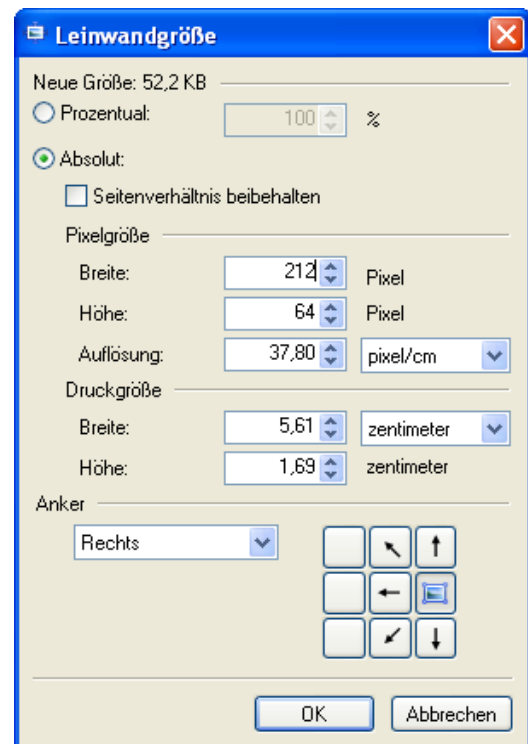 Leinwandgröße
Neue Größe: 52,2 KB
Prozentual: 100 %
Absolut:
Seitenverhältnis beibehalten
Pixelgröße
Breite: 212 Pixel
Höhe: 64 Pixel
Auflösung: 37,80 pixel/cm
Druckgröße
Breite: 5,61 zentimeter
Höhe: 1,69 zentimeter
Anker
Rechts
OK Abbrechen